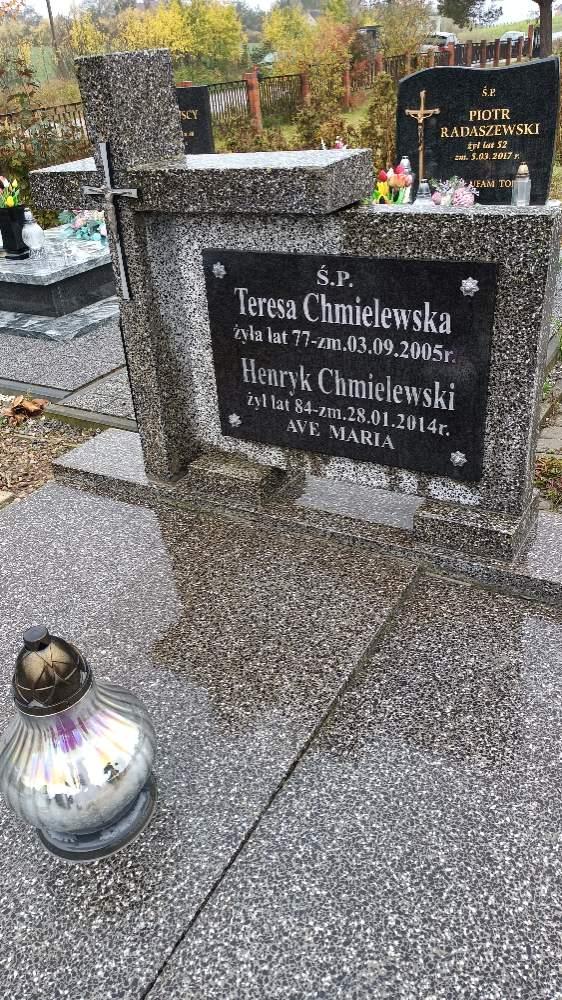 Ś.P.
Teresa Chmielewska
żyła lat 77-zm.03.09.2005r.
Henryk Chmielewski
żył lat 84-zm.28.01.2014r.
AVE MARIA
Ś.P.
PIOTR
RADASZEWSKI
żył lat 52
zm. 5.03.2017 r.